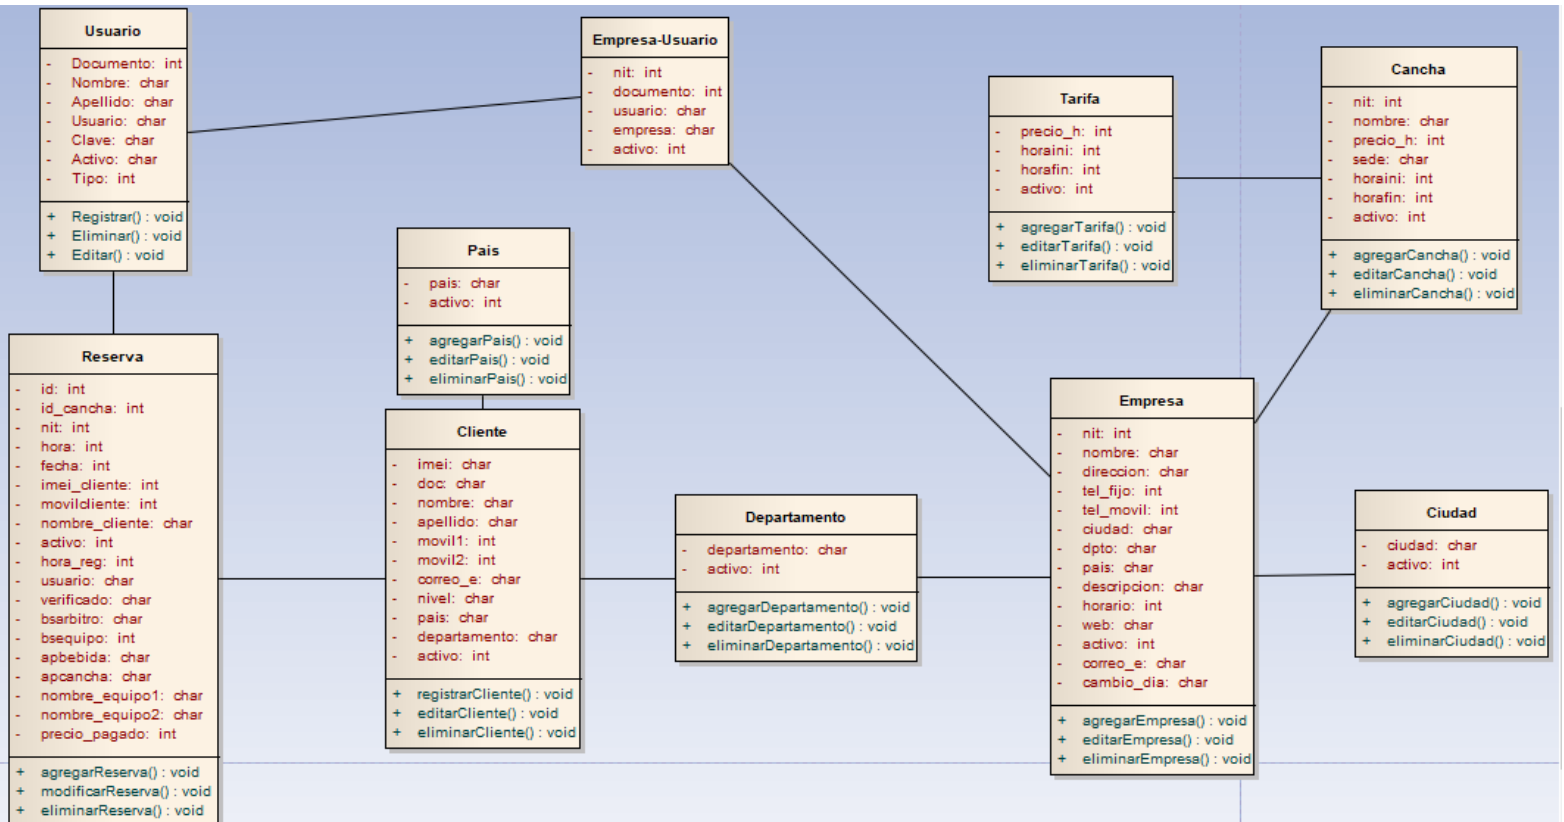 Usuario
- Documento: int
- Nombre: char
- Apellido: char
- Usuario: char
- Clave: char
- Activo: char
- Tipo: int
+ Registrar() : void
+ Eliminar() : void
+ Editar() : void
Empresa-Usuario
- nit: int
- documento: int
- usuario: char
- empresa: char
- activo: int
Tarifa
- precio_h: int
- horaini: int
- horafin: int
- activo: int
+ agregarTarifa() : void
+ editarTarifa() : void
+ eliminarTarifa() : void
Cancha
- nit: int
- nombre: char
- precio_h: int
- sede: char
- horaini: int
- horafin: int
- activo: int
+ agregarCancha() : void
+ editarCancha() : void
+ eliminarCancha() : void
Pais
- pais: char
- activo: int
+ agregarPais() : void
+ editarPais() : void
+ eliminarPais() : void
Reserva
- id: int
- id_cancha: int
- nit: int
- hora: int
- fecha: int
- imei_cliente: int
- movilcliente: int
- nombre_cliente: char
- activo: int
- hora_reg: int
- usuario: char
- verificado: char
- bsarbitro: char
- bsequipo: int
- apbebida: char
- apcancha: char
- nombre_equipo1: char
- nombre_equipo2: char
- precio_pagado: int
+ agregarReserva() : void
+ modificarReserva() : void
+ eliminarReserva() : void
Cliente
- imei: char
- doc: char
- nombre: char
- apellido: char
- movil1: int
- movil2: int
- correo_e: char
- nivel: char
- pais: char
- departamento: char
- activo: int
+ registrarCliente() : void
+ editarCliente() : void
+ eliminarCliente() : void
Departamento
- departamento: char
- activo: int
+ agregarDepartamento() : void
+ editarDepartamento() : void
+ eliminarDepartamento() : void
Empresa
- nit: int
- nombre: char
- direccion: char
- tel_fijo: int
- tel_movil: int
- ciudad: char
- dpto: char
- pais: char
- descripcion: char
- horario: int
- web: char
- activo: int
- correo_e: char
- cambio_dia: char
+ agregarEmpresa() : void
+ editarEmpresa() : void
+ eliminarEmpresa() : void
Ciudad
- ciudad: char
- activo: int
+ agregarCiudad() : void
+ editarCiudad() : void
+ eliminarCiudad() : void